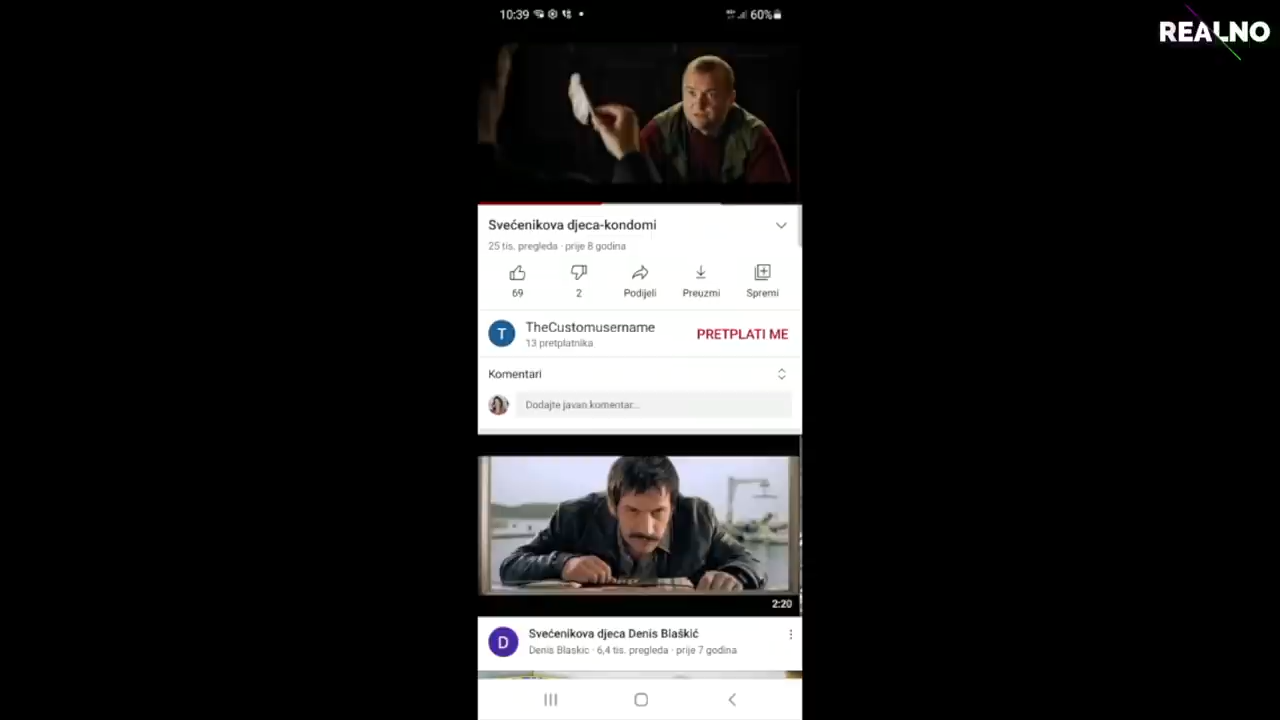 10:39
60%
REALNO
Svećenikova djeca-kondomi
25 tis. pregleda · prije 8 godina
69
2
Podijeli
Preuzmi
Spremi
T
TheCustomusername
13 pretplatnika
PRETPLATI ME
Komentari
Dodajte javan komentar...
2:20
D
Svećenikova djeca Denis Blaškić
Denis Blaskic · 6,4 tis. pregleda · prije 7 godina